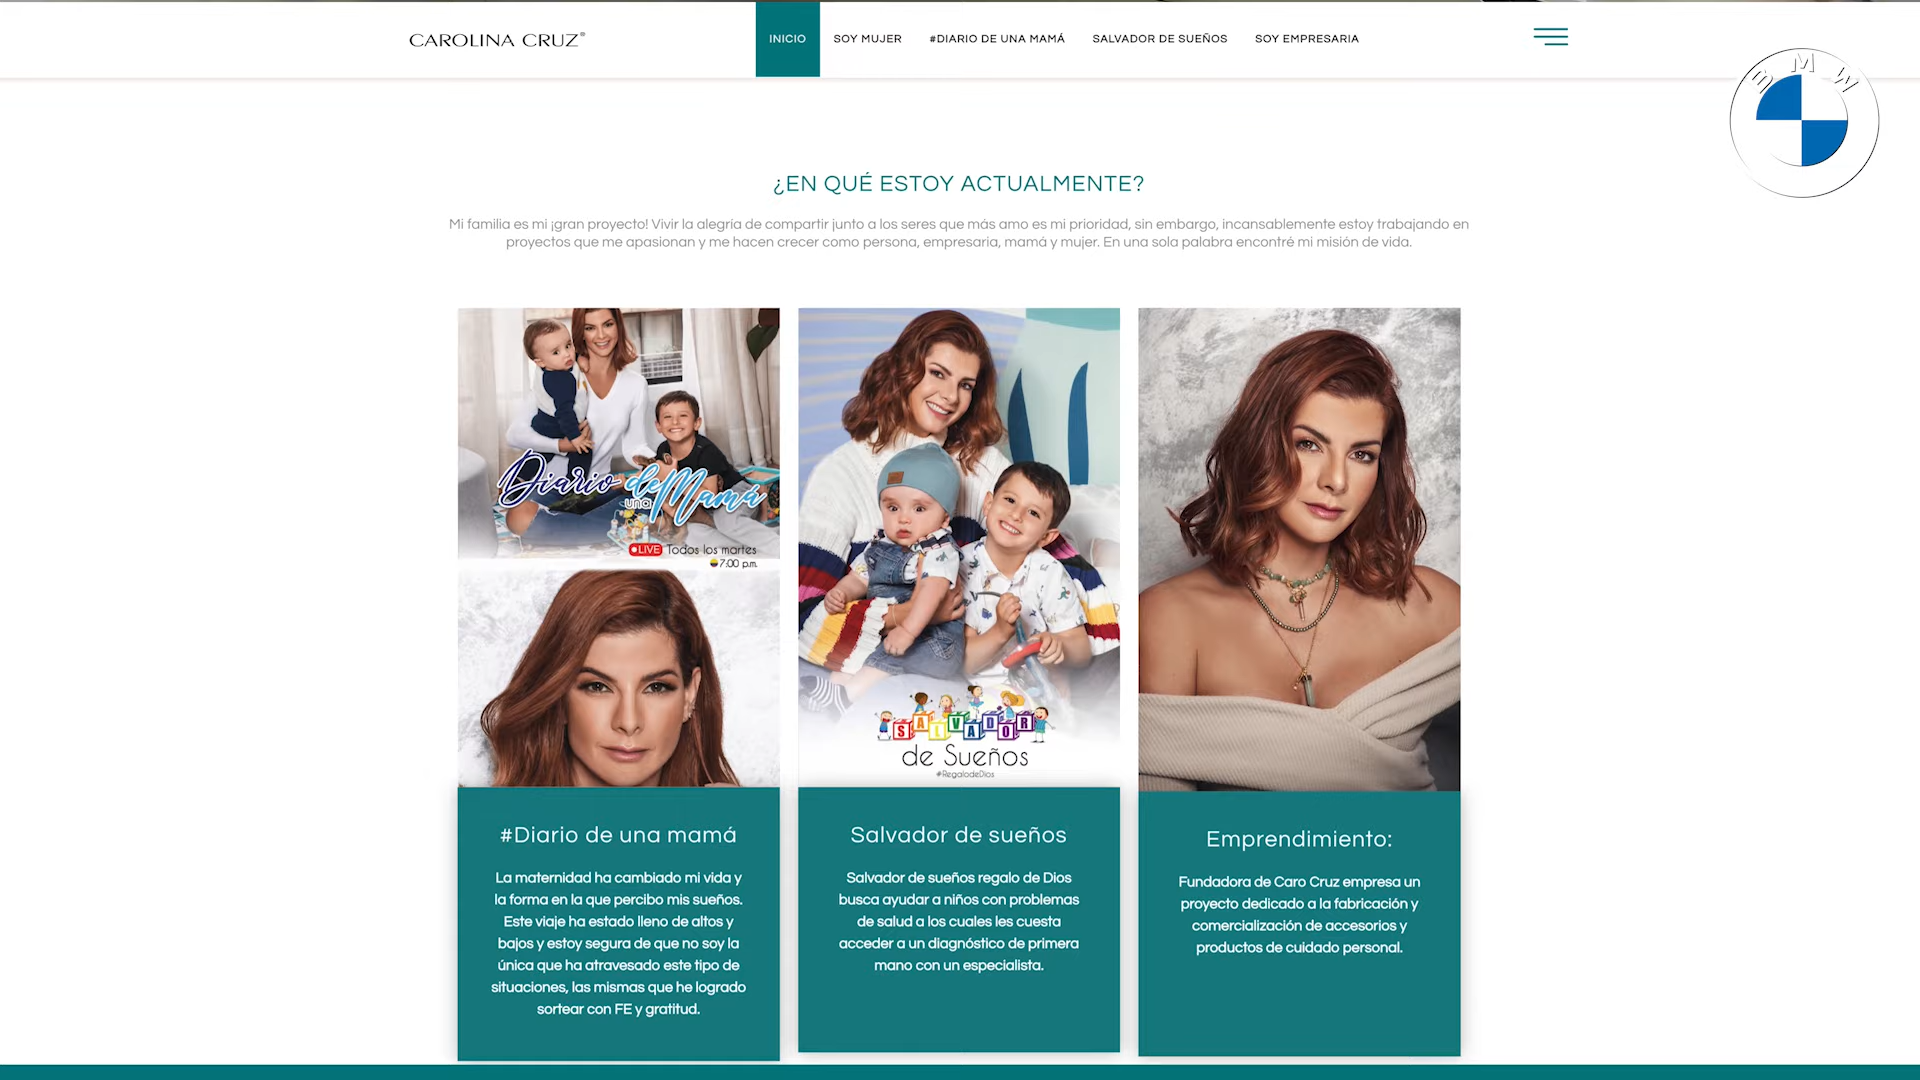 CAROLINA CRUZ®
INICIO
SOY MUJER
#DIARIO DE UNA MAMÁ
SALVADOR DE SUEÑOS
SOY EMPRESARIA
BMW
¿EN QUÉ ESTOY ACTUALMENTE?
Mi familia es mi ¡gran proyecto! Vivir la alegría de compartir junto a los seres que más amo es mi prioridad, sin embargo, incansablemente estoy trabajando en
proyectos que me apasionan y me hacen crecer como persona, empresaria, mamá y mujer. En una sola palabra encontré mi misión de vida.
Diario de una Mamá
LIVE Todos los martes
7:00 p.m.
#Diario de una mamá
La maternidad ha cambiado mi vida y
la forma en la que percibo mis sueños.
Este viaje ha estado lleno de altos y
bajos y estoy segura de que no soy la
única que ha atravesado este tipo de
situaciones, las mismas que he logrado
sortear con FE y gratitud.
SALVADOR
de Sueños
#RegalodeDios
Salvador de sueños
Salvador de sueños regalo de Dios
busca ayudar a niños con problemas
de salud a los cuales les cuesta
acceder a un diagnóstico de primera
mano con un especialista.
Emprendimiento:
Fundadora de Caro Cruz empresa un
proyecto dedicado a la fabricación y
comercialización de accesorios y
productos de cuidado personal.